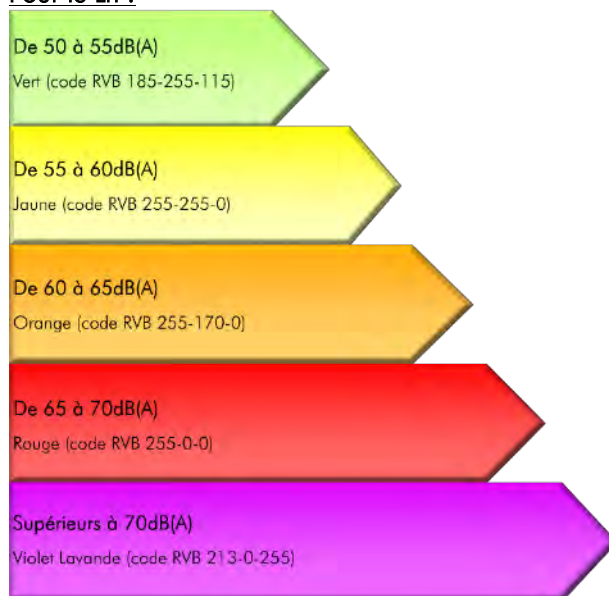 De 50 à 55dB(A)
Vert (code RVB 185-255-115)
De 55 à 60dB(A)
Jaune (code RVB 255-255-0)
De 60 à 65dB(A)
Orange (code RVB 255-170-0)
De 65 à 70dB(A)
Rouge (code RVB 255-0-0)
Supérieurs à 70dB(A)
Violet Lavande (code RVB 213-0-255)